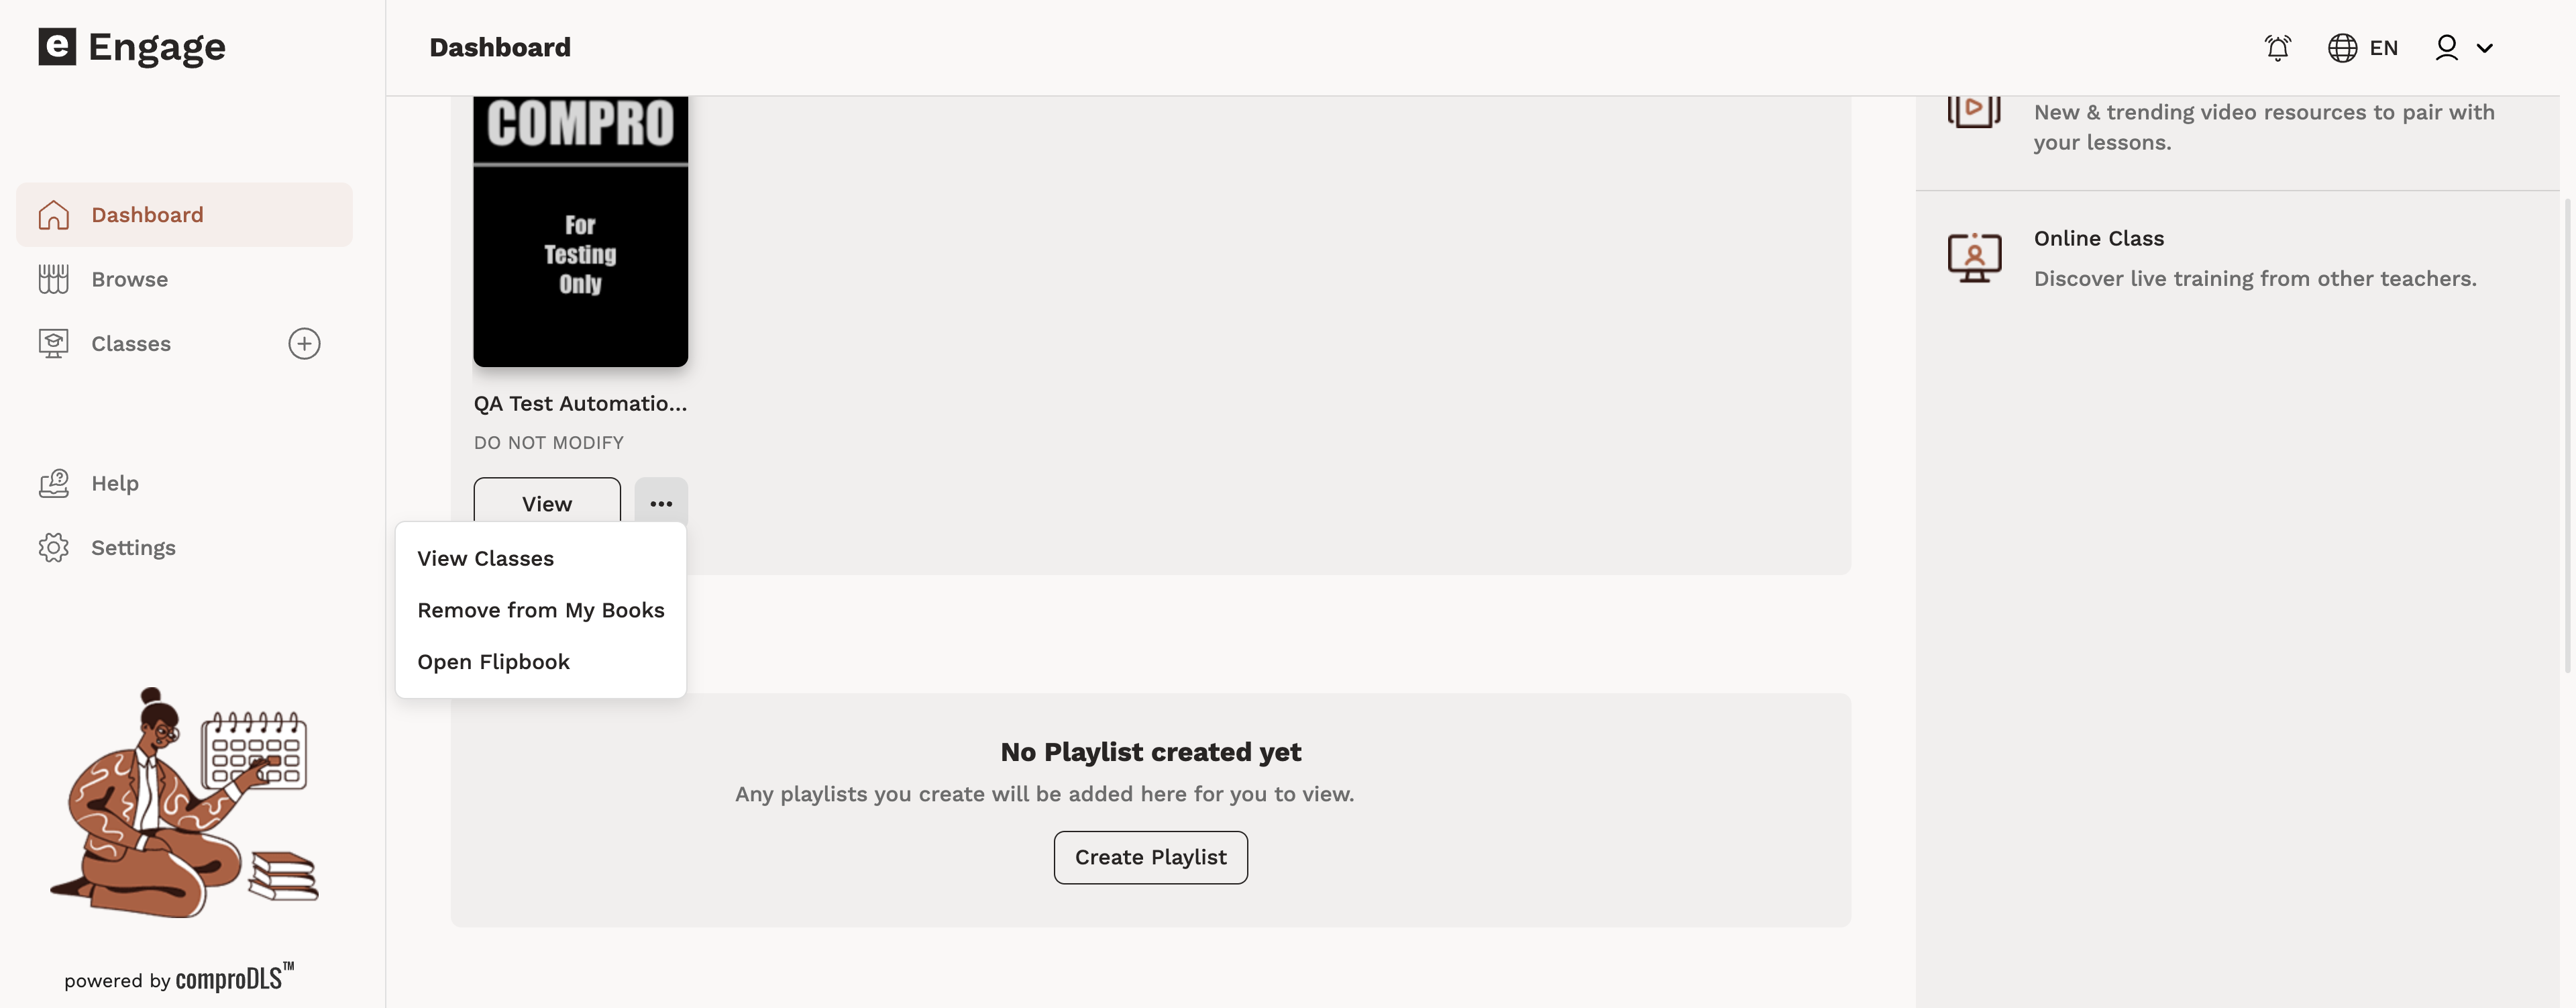 e Engage
Dashboard
EN
Dashboard
Browse
Classes
Help
Settings
powered by comproDLS™
COMPRO
For
Testing
Only
QA Test Automatio...
DO NOT MODIFY
View
View Classes
Remove from My Books
Open Flipbook
No Playlist created yet
Any playlists you create will be added here for you to view.
Create Playlist
New & trending video resources to pair with
your lessons.
Online Class
Discover live training from other teachers.